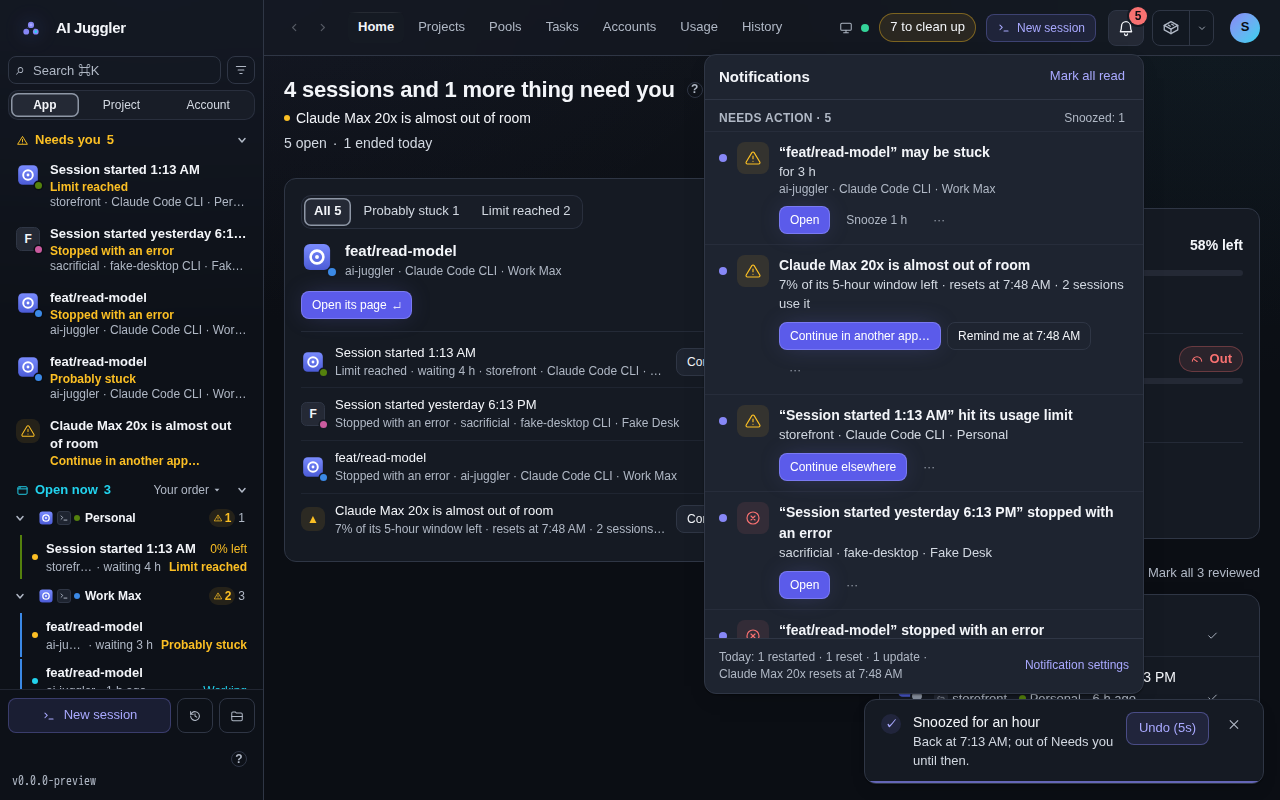 AI Juggler
Home
Projects
Pools
Tasks
Accounts
Usage
History
7 to clean up
New session
5
S
Search ⌘K
App
Project
Account
Needs you 5
Session started 1:13 AM
Limit reached
storefront · Claude Code CLI · Per…
F
Session started yesterday 6:1…
Stopped with an error
sacrificial · fake-desktop CLI · Fak…
feat/read-model
Stopped with an error
ai-juggler · Claude Code CLI · Wor…
feat/read-model
Probably stuck
ai-juggler · Claude Code CLI · Wor…
Claude Max 20x is almost out of room
Continue in another app…
Open now 3
Your order
Personal
1 1
Session started 1:13 AM 0% left
storefr… · waiting 4 h Limit reached
Work Max
2 3
feat/read-model
ai-ju… · waiting 3 h Probably stuck
feat/read-model
New session
?
v0.0.0-preview
4 sessions and 1 more thing need you ?
Claude Max 20x is almost out of room
5 open · 1 ended today
All 5
Probably stuck 1
Limit reached 2
feat/read-model
ai-juggler · Claude Code CLI · Work Max
Open its page
Session started 1:13 AM
Limit reached · waiting 4 h · storefront · Claude Code CLI · …
Con
F
Session started yesterday 6:13 PM
Stopped with an error · sacrificial · fake-desktop CLI · Fake Desk
feat/read-model
Stopped with an error · ai-juggler · Claude Code CLI · Work Max
Claude Max 20x is almost out of room
7% of its 5-hour window left · resets at 7:48 AM · 2 sessions…
Con
Notifications
Mark all read
NEEDS ACTION · 5
Snoozed: 1
“feat/read-model” may be stuck
for 3 h
ai-juggler · Claude Code CLI · Work Max
Open
Snooze 1 h
…
Claude Max 20x is almost out of room
7% of its 5-hour window left · resets at 7:48 AM · 2 sessions
use it
Continue in another app…
Remind me at 7:48 AM
…
“Session started 1:13 AM” hit its usage limit
storefront · Claude Code CLI · Personal
Continue elsewhere
…
“Session started yesterday 6:13 PM” stopped with
an error
sacrificial · fake-desktop · Fake Desk
Open
…
“feat/read-model” stopped with an error
Today: 1 restarted · 1 reset · 1 update ·
Claude Max 20x resets at 7:48 AM
Notification settings
58% left
Out
Mark all 3 reviewed
3 PM
storefront · Personal · 6 h ago
Snoozed for an hour
Back at 7:13 AM; out of Needs you
until then.
Undo (5s)